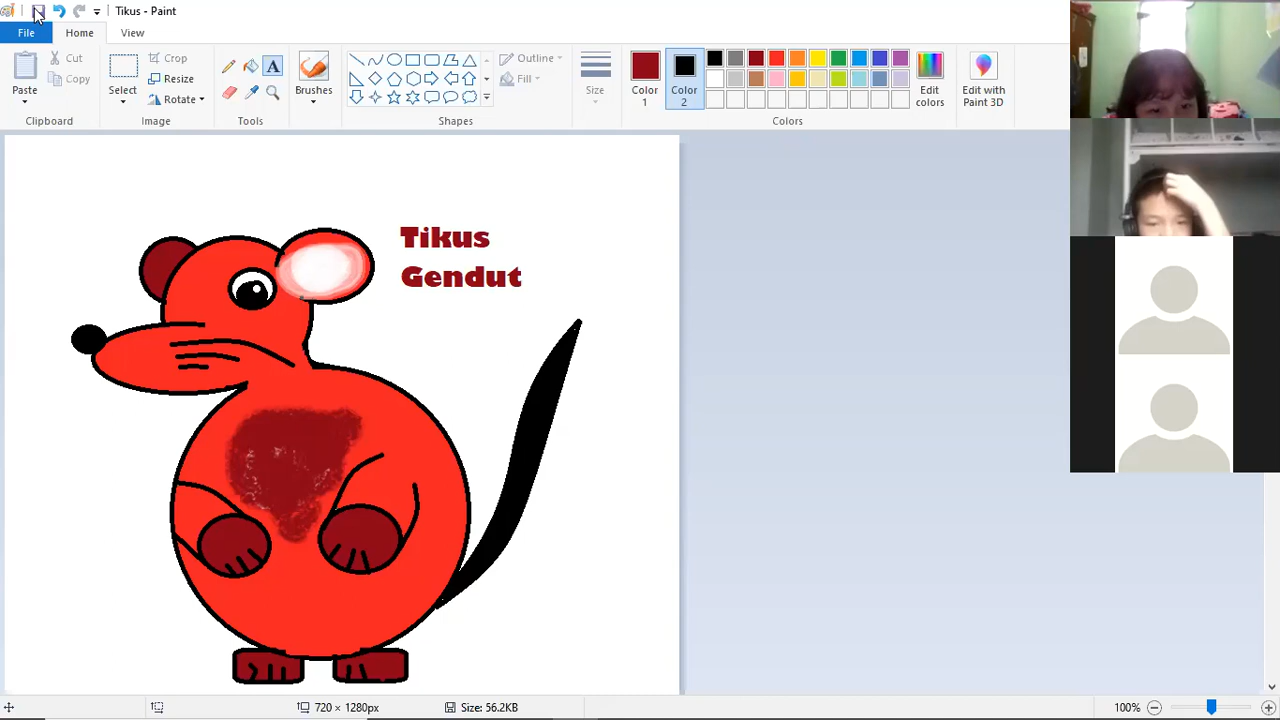 Tikus - Paint
File
Home
View
Paste
Cut
Copy
Clipboard
Select
Crop
Resize
Rotate
Image
A
Tools
Brushes
Outline
Fill
Shapes
Size
Color
1
Color
2
Edit
colors
Colors
Edit with
Paint 3D
Tikus
Gendut
720 × 1280px
Size: 56.2KB
100%